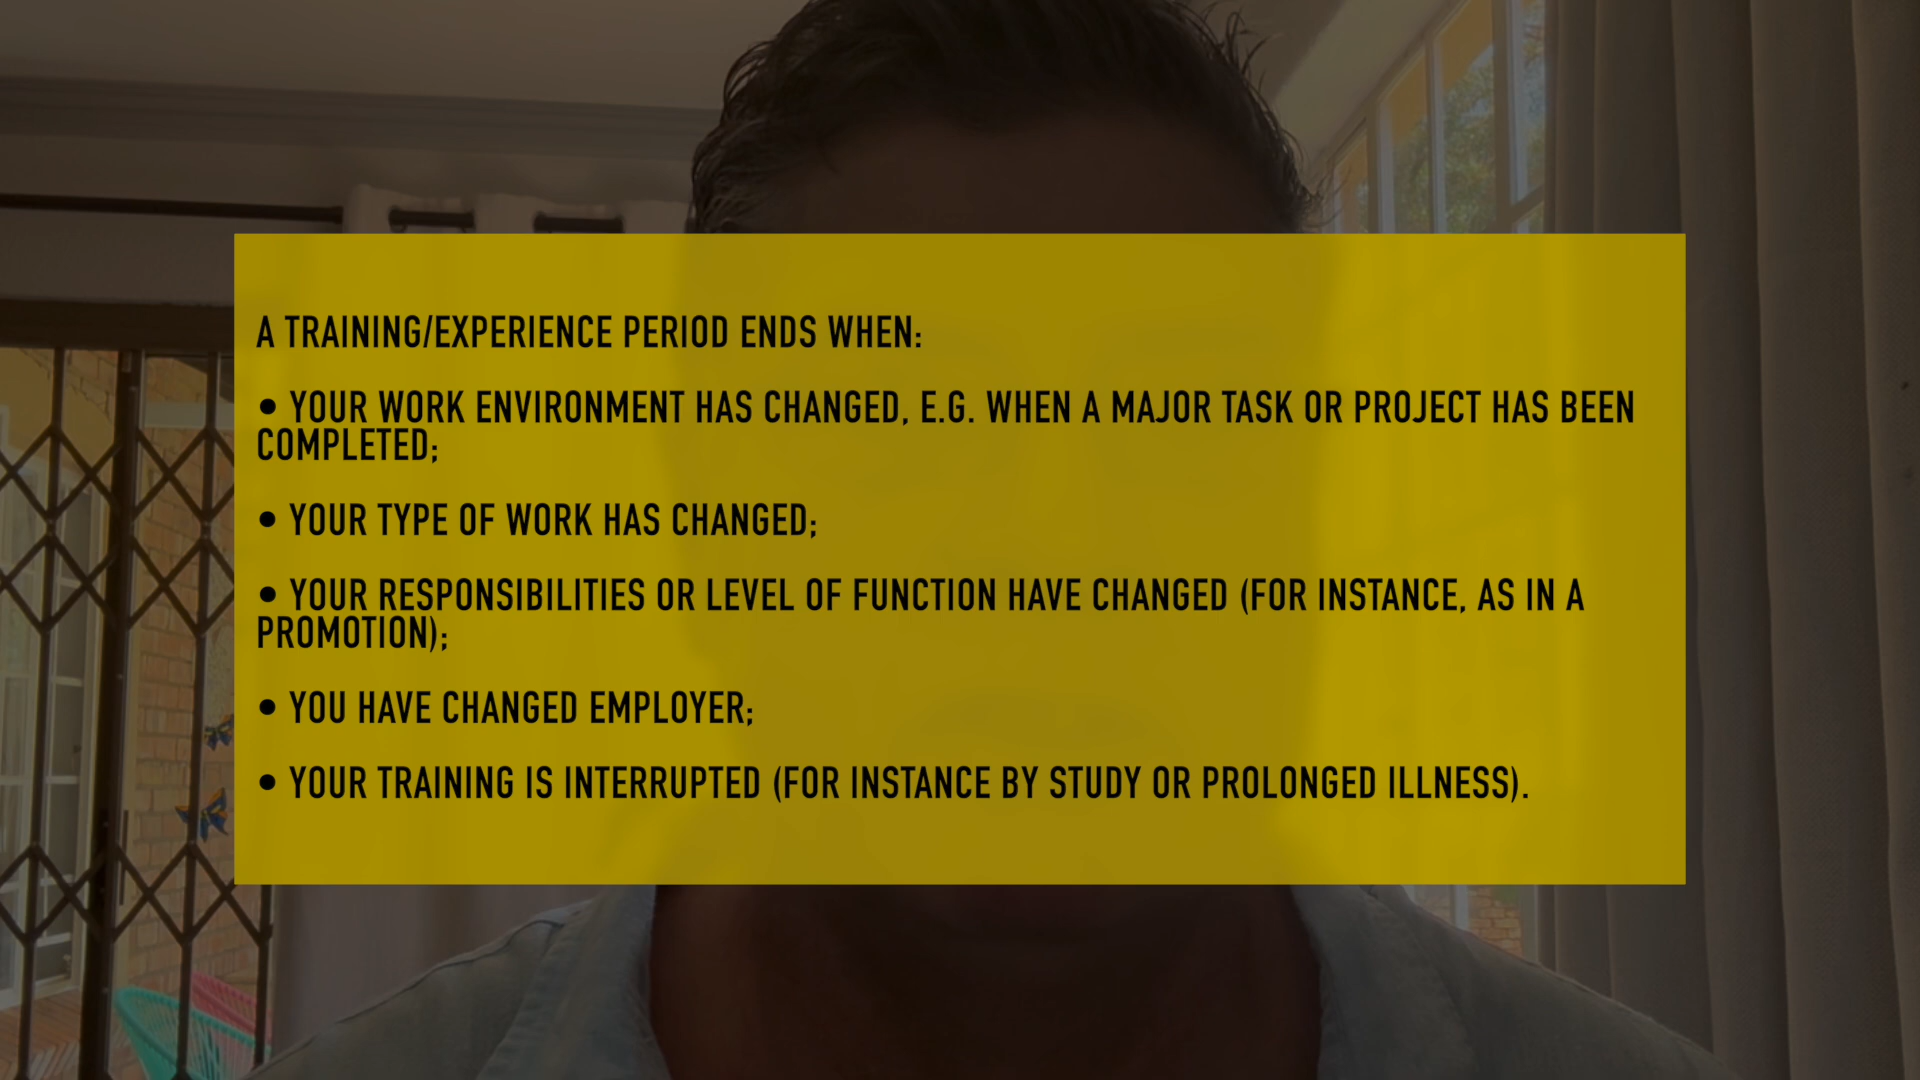 A TRAINING/EXPERIENCE PERIOD ENDS WHEN:
• YOUR WORK ENVIRONMENT HAS CHANGED, E.G. WHEN A MAJOR TASK OR PROJECT HAS BEEN
COMPLETED;
• YOUR TYPE OF WORK HAS CHANGED;
• YOUR RESPONSIBILITIES OR LEVEL OF FUNCTION HAVE CHANGED (FOR INSTANCE, AS IN A
PROMOTION);
• YOU HAVE CHANGED EMPLOYER;
• YOUR TRAINING IS INTERRUPTED (FOR INSTANCE BY STUDY OR PROLONGED ILLNESS).